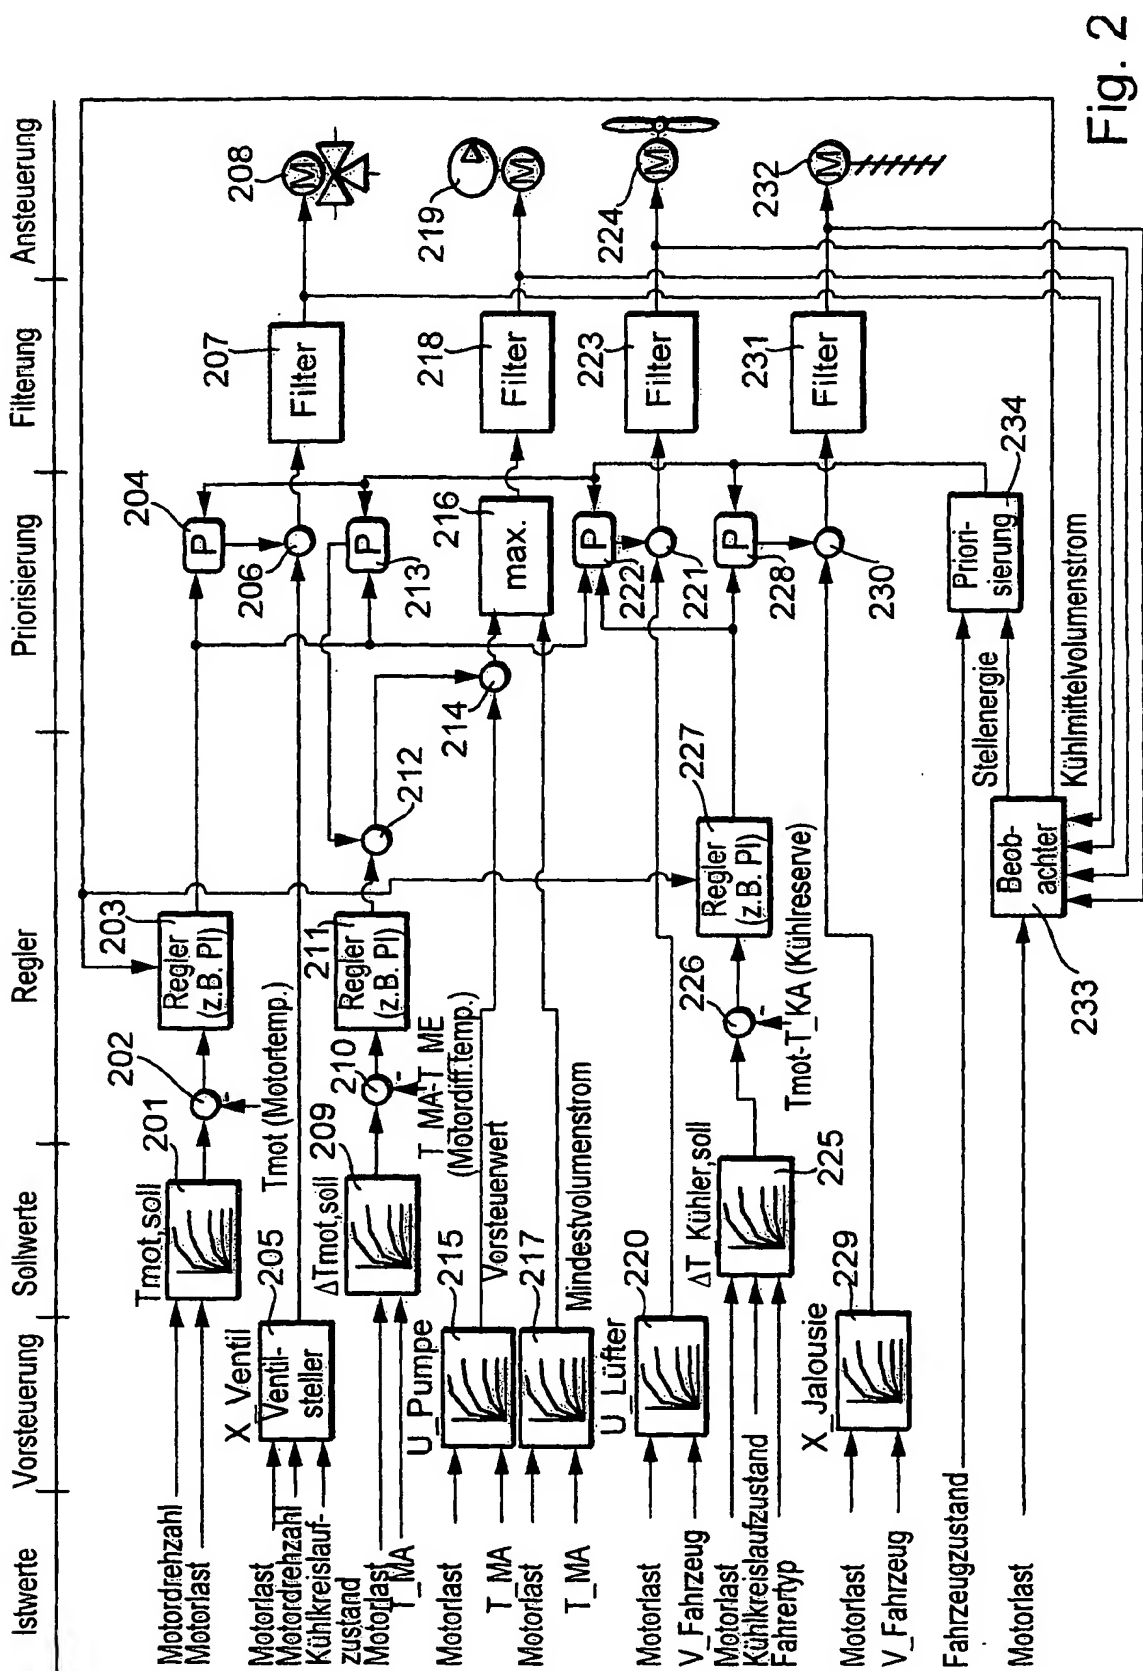 Istwerte
Vorsteuerung
Sollwerte
Regler
Priorisierung
Filterung
Ansteuerung
Motordrehzahl
Motorlast
Tmot,soll
201
202
Tmot (Motortemp.)
203
Regler
(z.B. PI)
204
P
Motorlast
Motordrehzahl
Kühlkreislauf-
zustand
X_Ventil
Ventil-
steller
205
206
207
Filter
208
M
Motorlast
T_MA
ΔTmot,soll
209
210
T_MA-T_ME
(Motordiff.temp.)
211
Regler
(z.B. PI)
212
P
213
214
Motorlast
T_MA
U_Pumpe
215
Vorsteuerwert
216
max.
Motorlast
T_MA
217
Mindestvolumenstrom
218
Filter
219
M
Motorlast
V_Fahrzeug
U_Lüfter
220
P
222
221
223
Filter
224
M
Motorlast
Kühlkreislaufzustand
Fahrertyp
ΔT_Kühler,soll
225
226
Tmot-T_KA (Kühlreserve)
227
Regler
(z.B. PI)
P
228
Motorlast
V_Fahrzeug
X_Jalousie
229
230
231
Filter
232
M
Fahrzeugzustand
Stellenergie
Priori-
sierung
234
Motorlast
Beob-
achter
233
Kühlmittelvolumenstrom
Fig. 2